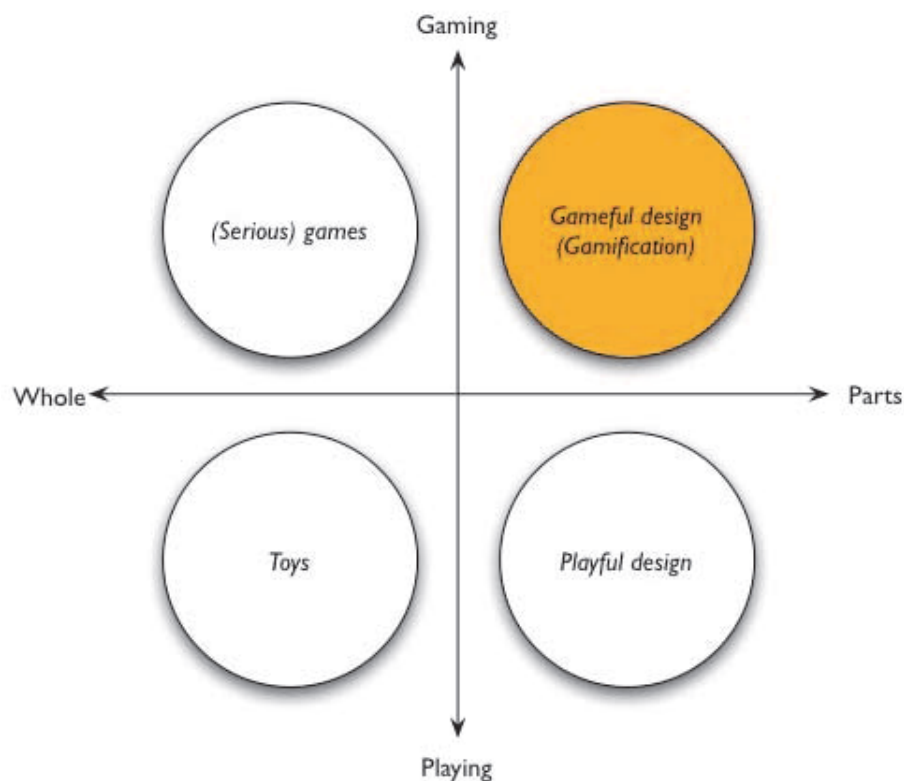 Gaming
(Serious) games
Gameful design
(Gamification)
Whole
Parts
Toys
Playful design
Playing